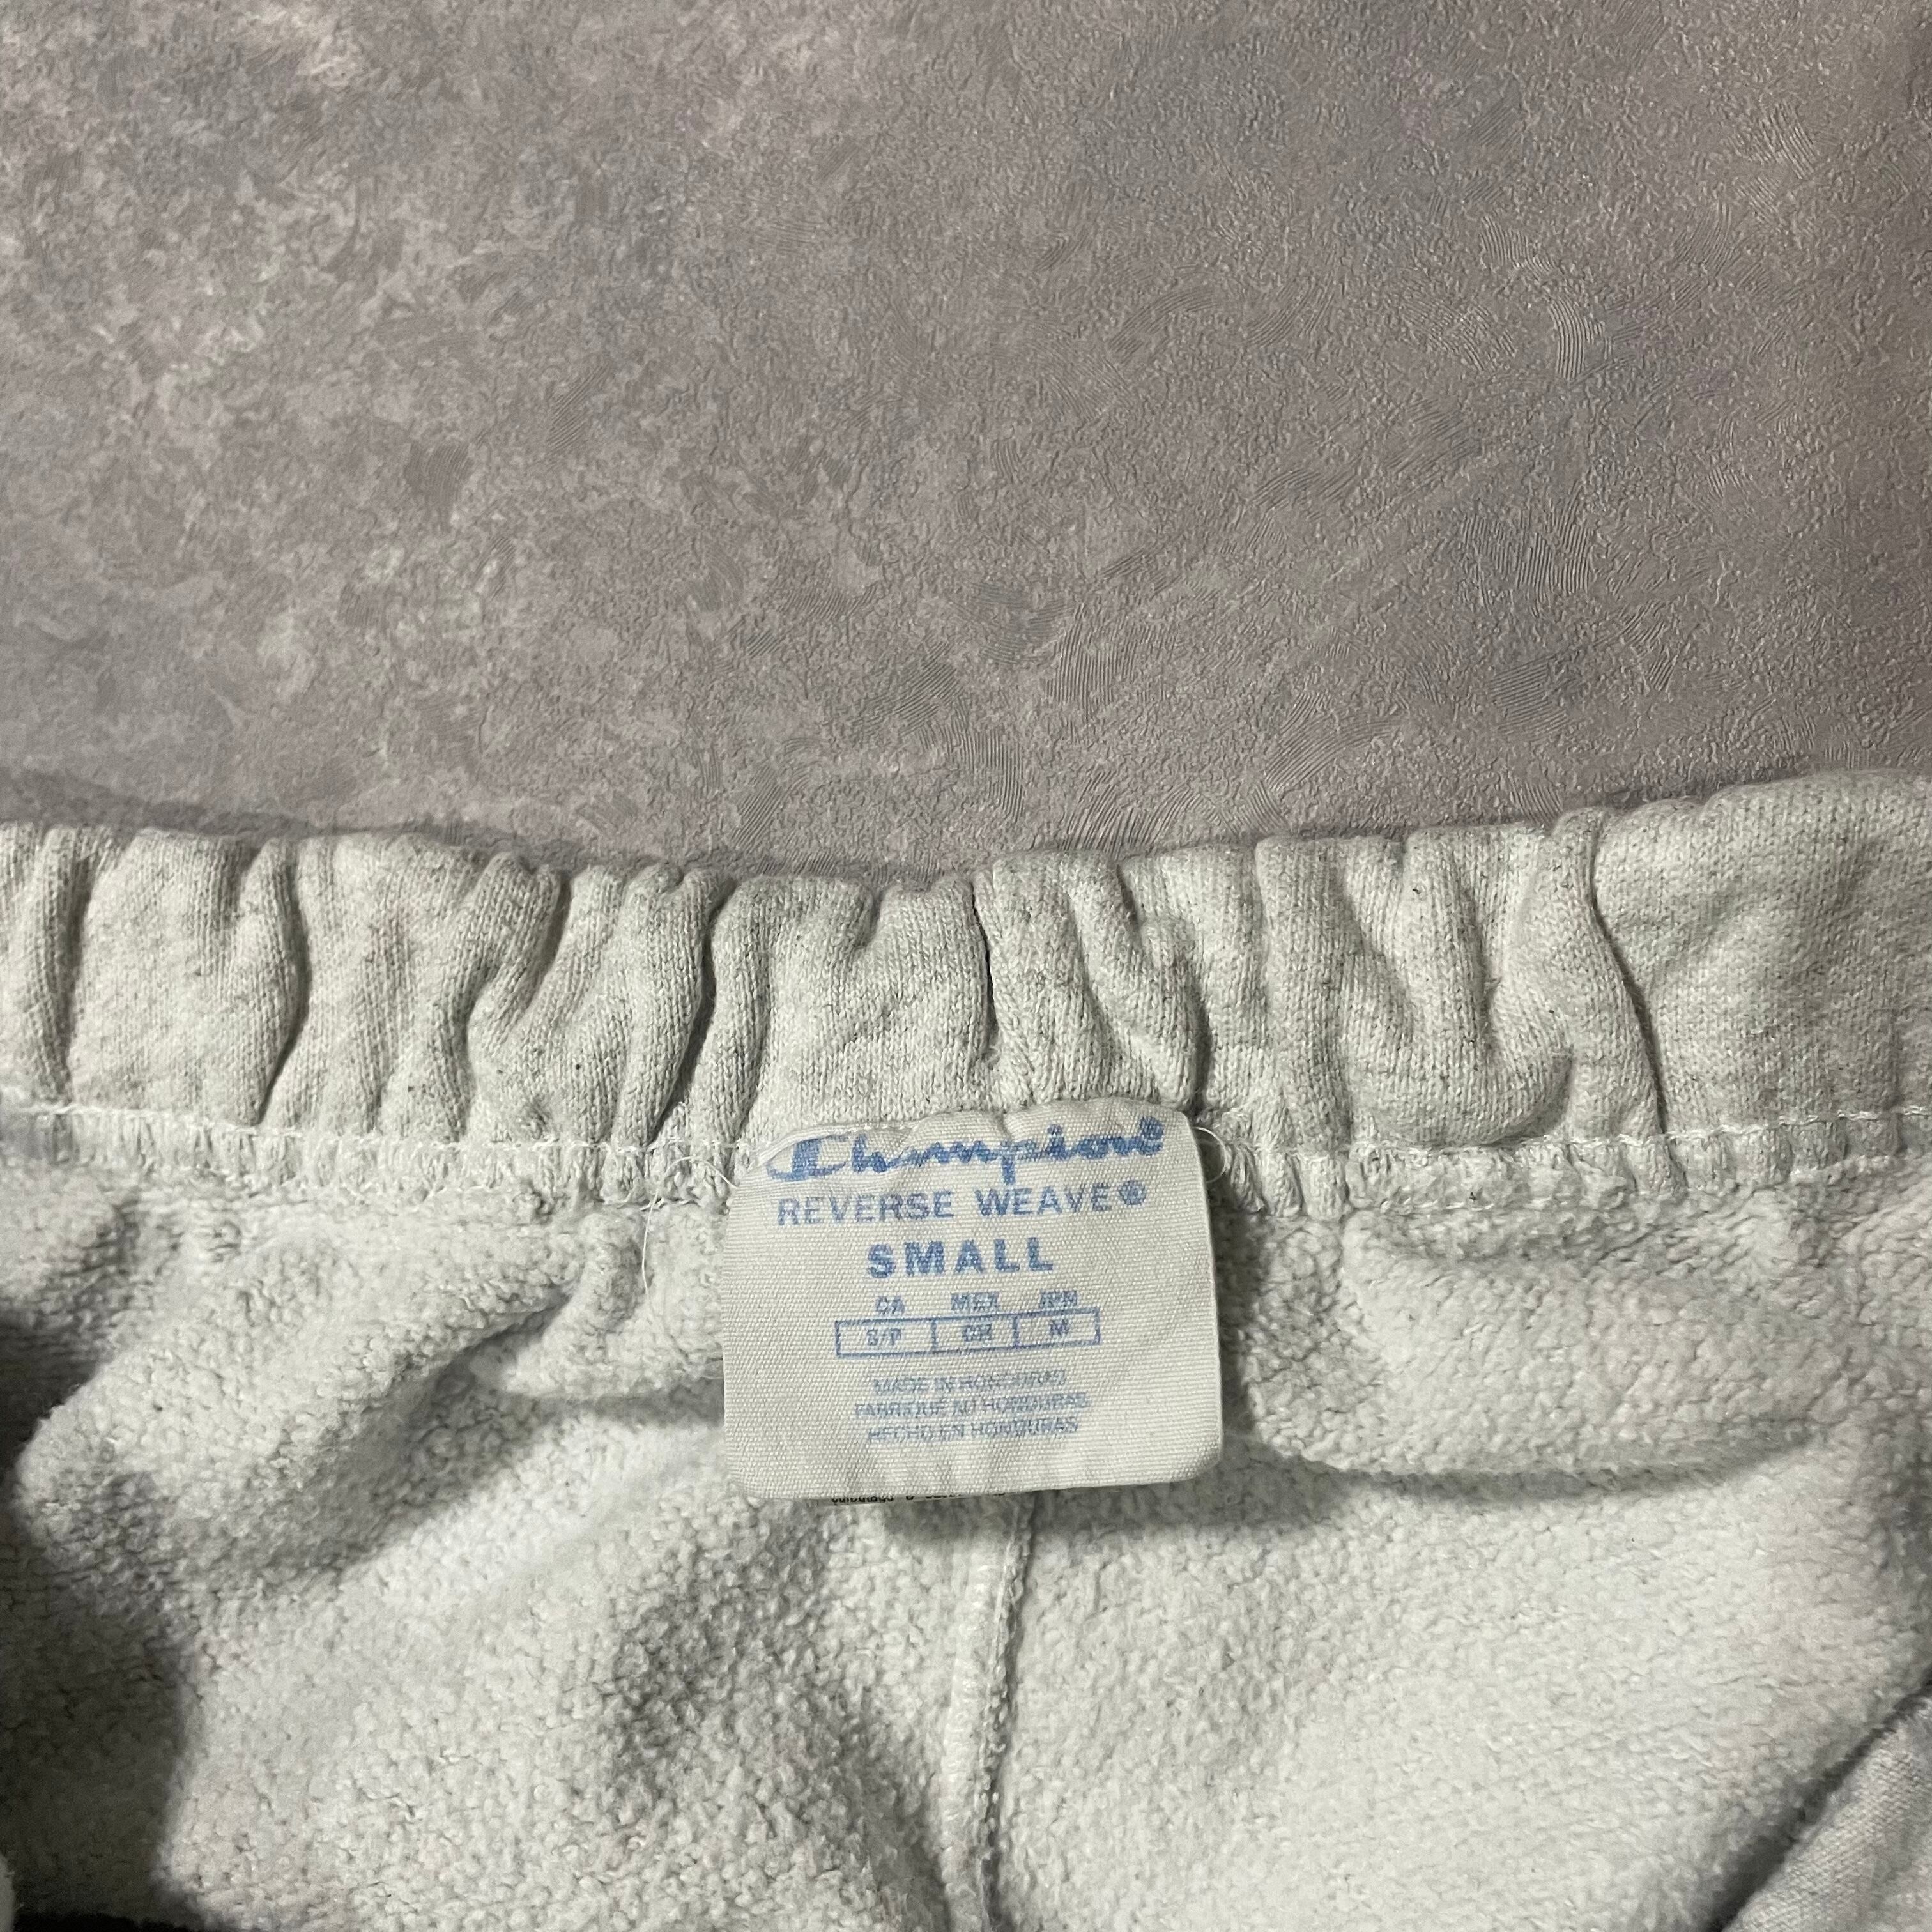 Champion®
REVERSE WEAVE®
SMALL
CA MEX JPN
S/P CH M
MADE IN HONDURAS
FABRIQUÉ AU HONDURAS
HECHO EN HONDURAS